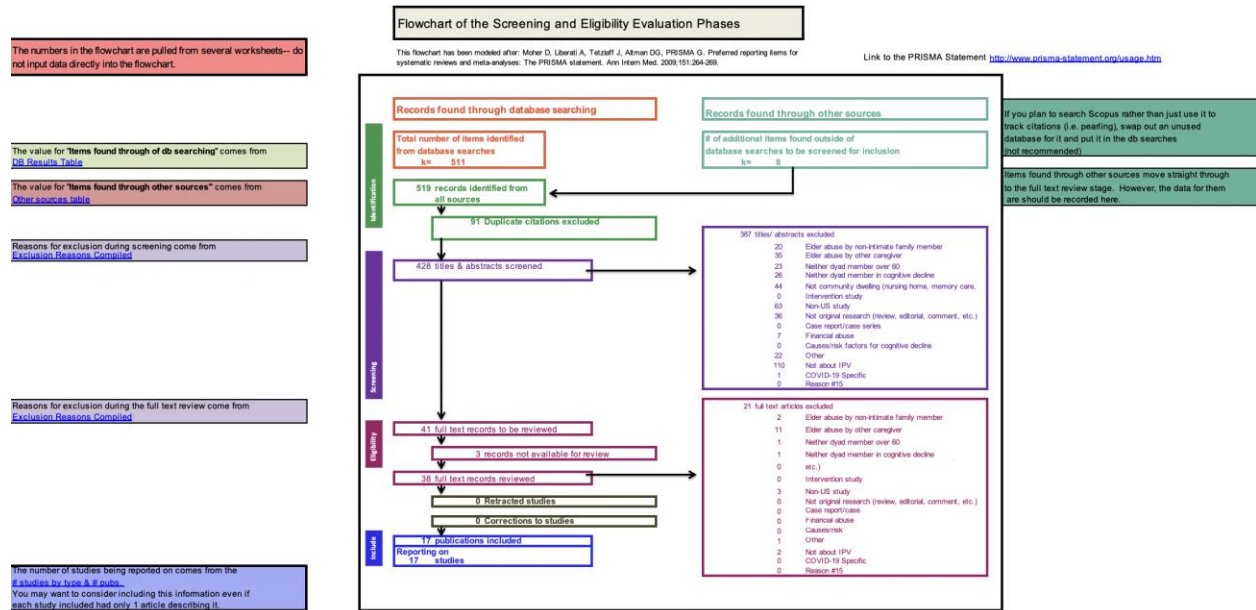 Flowchart of the Screening and Eligibility Evaluation Phases
The numbers in the flowchart are pulled from several worksheets-- do
not input data directly into the flowchart.
This flowchart has been modeled after: Moher D, Liberati A, Tetzlaff J, Altman DG, PRISMA G. Preferred reporting items for
systematic reviews and meta-analyses: The PRISMA statement. Ann Intern Med. 2009;151:264-269.
Link to the PRISMA Statement http://www.prisma-statement.org/usage.htm
Records found through database searching
Records found through other sources
If you plan to search Scopus rather than just use it to
track citations (i.e. pearling), swap out an unused
database for it and put it in the db searches
(not recommended)
Total number of items identified
from database searches
k= 511
# of additional items found outside of
database searches to be screened for inclusion
k= 8
The value for "Items found through of db searching" comes from
DB Results Table
The value for "Items found through other sources" comes from
Other sources table
Items found through other sources move straight through
to the full text review stage. However, the data for them
are should be recorded here.
Identification
519 records identified from
all sources
91 Duplicate citations excluded
Reasons for exclusion during screening come from
Exclusion Reasons Compiled
Screening
428 titles & abstracts screened
387 titles/ abstracts excluded
20 Elder abuse by non-intimate family member
35 Elder abuse by other caregiver
23 Neither dyad member over 60
26 Neither dyad member in cognitive decline
44 Not community dwelling (nursing home, memory care,
0 Intervention study
63 Non-US study
36 Not original research (review, editorial, comment, etc.)
0 Case report/case series
7 Financial abuse
0 Causes/risk factors for cognitive decline
22 Other
110 Not about IPV
1 COVID-19 Specific
0 Reason #15
Reasons for exclusion during the full text review come from
Exclusion Reasons Compiled
Eligibility
41 full text records to be reviewed
3 records not available for review
38 full text records reviewed
0 Retracted studies
0 Corrections to studies
21 full text articles excluded
2 Elder abuse by non-intimate family member
11 Elder abuse by other caregiver
1 Neither dyad member over 60
1 Neither dyad member in cognitive decline
0 etc.)
0 Intervention study
3 Non-US study
0 Not original research (review, editorial, comment, etc.)
0 Case report/case
0 Financial abuse
0 Causes/risk
1 Other
2 Not about IPV
0 COVID-19 Specific
0 Reason #15
Include
17 publications included
Reporting on
17 studies
The number of studies being reported on comes from the
# studies by type & # pubs.
You may want to consider including this information even if
each study included had only 1 article describing it.